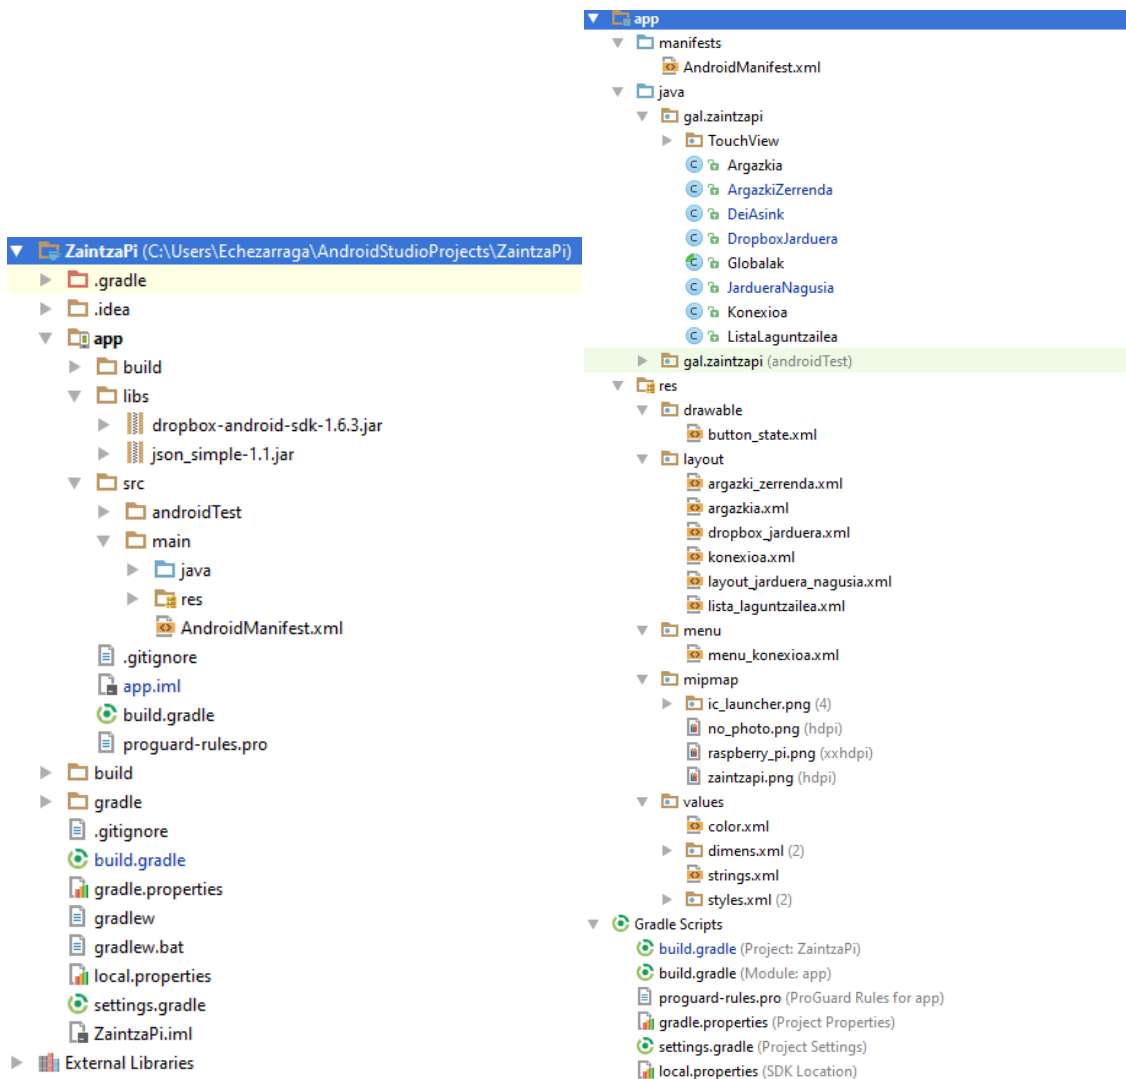 ZaintzaPi (C:\Users\Echezarraga\AndroidStudioProjects\ZaintzaPi)
.gradle
.idea
app
build
libs
dropbox-android-sdk-1.6.3.jar
json_simple-1.1.jar
src
androidTest
main
java
res
AndroidManifest.xml
.gitignore
app.iml
build.gradle
proguard-rules.pro
build
gradle
.gitignore
build.gradle
gradle.properties
gradlew
gradlew.bat
local.properties
settings.gradle
ZaintzaPi.iml
External Libraries
app
manifests
AndroidManifest.xml
java
gal.zaintzapi
TouchView
Argazkia
ArgazkiZerrenda
DeiAsink
DropboxJarduera
Globalak
JardueraNagusia
Konexioa
ListaLaguntzailea
gal.zaintzapi (androidTest)
res
drawable
button_state.xml
layout
argazki_zerrenda.xml
argazkia.xml
dropbox_jarduera.xml
konexioa.xml
layout_jarduera_nagusia.xml
lista_laguntzailea.xml
menu
menu_konexioa.xml
mipmap
ic_launcher.png (4)
no_photo.png (hdpi)
raspberry_pi.png (xxhdpi)
zaintzapi.png (hdpi)
values
color.xml
dimens.xml (2)
strings.xml
styles.xml (2)
Gradle Scripts
build.gradle (Project: ZaintzaPi)
build.gradle (Module: app)
proguard-rules.pro (ProGuard Rules for app)
gradle.properties (Project Properties)
settings.gradle (Project Settings)
local.properties (SDK Location)